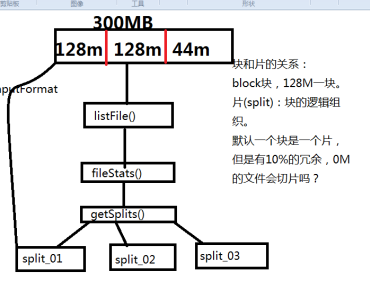 剪贴板
图像
工具
形状
300MB
128m 128m 44m
nputFormat
块和片的关系：
block块，128M一块。
片(split)：块的逻辑组
织。
默认一个块是一个片，
但是有10%的冗余，0M
的文件会切片吗？
listFile()
fileStats()
getSplits()
split_01
split_02
split_03